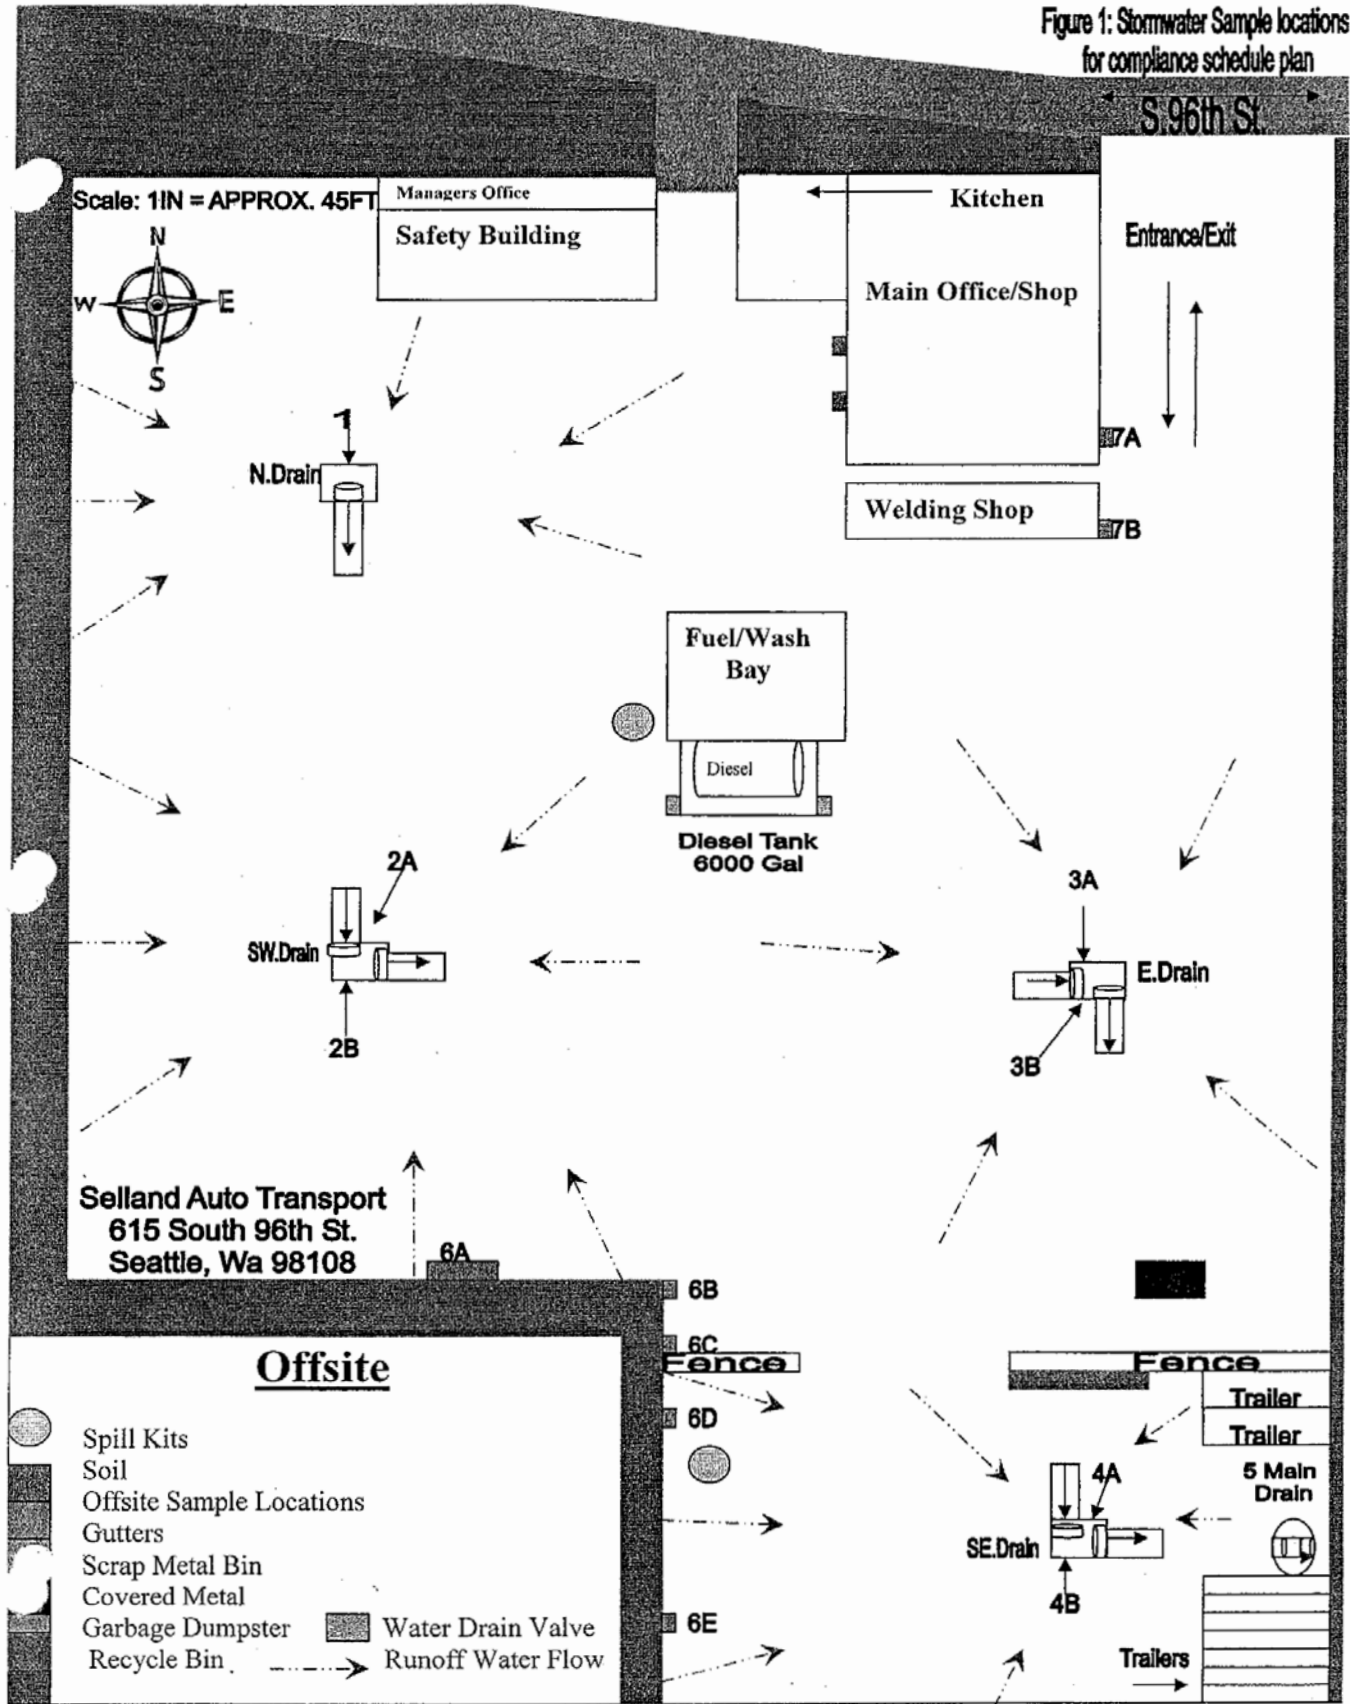 Figure 1: Stormwater Sample locations
for compliance schedule plan
S.96th St.
Scale: 1IN = APPROX. 45FT
Managers Office
Safety Building
Kitchen
Entrance/Exit
Main Office/Shop
N
W
E
S
1
N.Drain
7A
Welding Shop
7B
Fuel/Wash
Bay
Diesel
Diesel Tank
6000 Gal
2A
SW.Drain
2B
3A
E.Drain
3B
Selland Auto Transport
615 South 96th St.
Seattle, Wa 98108
6A
6B
6C
Fence
Fence
6D
Trailer
Trailer
5 Main
Drain
4A
SE.Drain
4B
6E
Trailers
Offsite
Spill Kits
Soil
Offsite Sample Locations
Gutters
Scrap Metal Bin
Covered Metal
Garbage Dumpster
Water Drain Valve
Recycle Bin
Runoff Water Flow